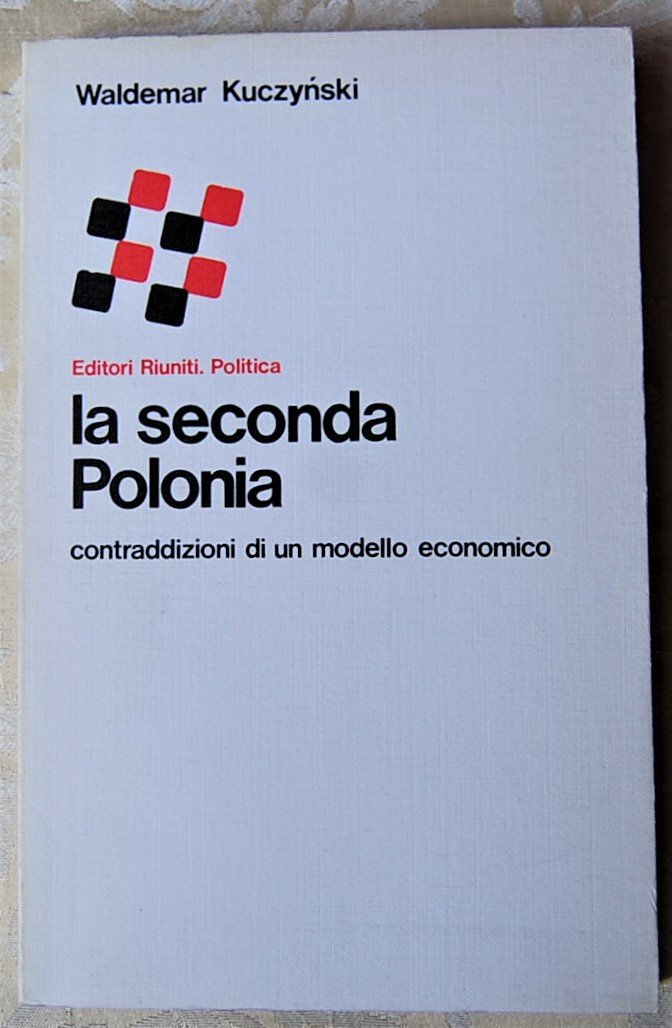 Waldemar Kuczyński
Editori Riuniti. Politica
la seconda
Polonia
contraddizioni di un modello economico